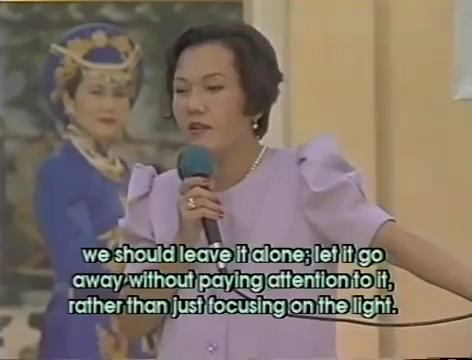 we should leave it alone; let it go
away without paying attention to it,
rather than just focusing on the light.